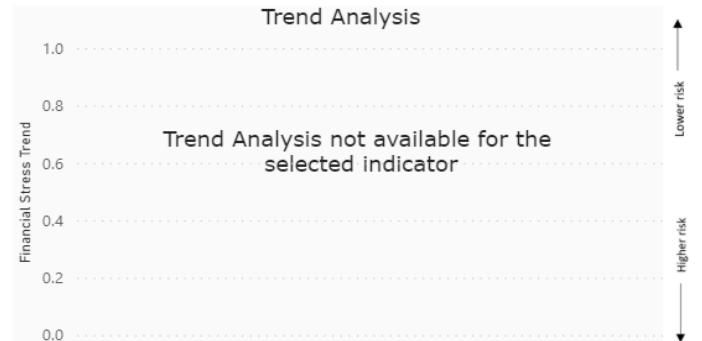 Trend Analysis
1.0
0.8
0.6
0.4
0.2
0.0
Financial Stress Trend
Trend Analysis not available for the
selected indicator
Lower risk
Higher risk